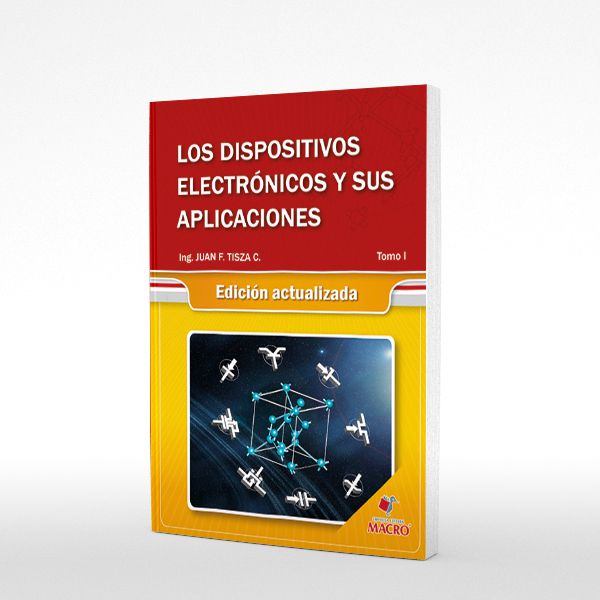 LOS DISPOSITIVOS
ELECTRÓNICOS Y SUS
APLICACIONES
Ing. JUAN F. TISZA C.
Tomo I
Edición actualizada
MACRO®